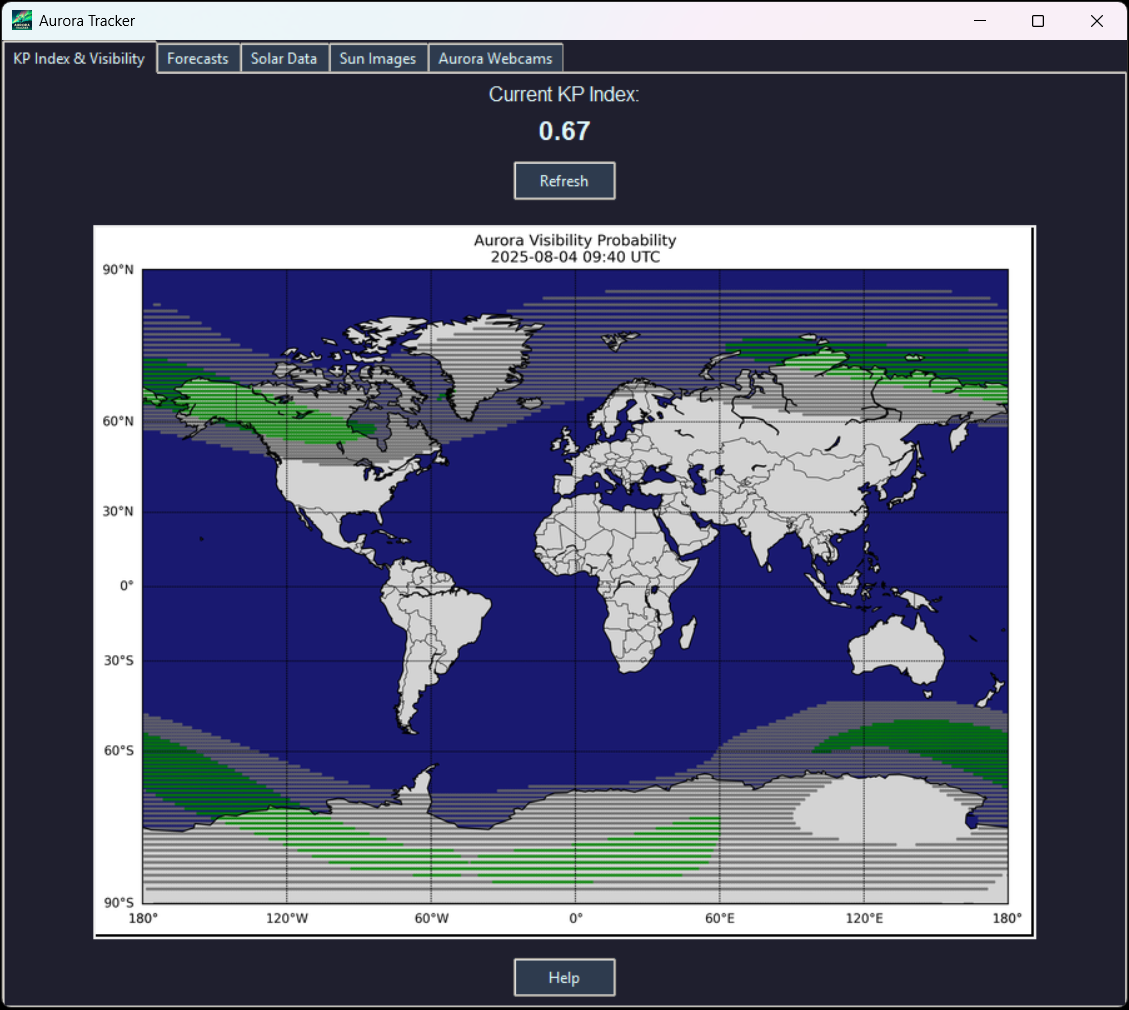 Aurora Tracker
KP Index & Visibility
Forecasts
Solar Data
Sun Images
Aurora Webcams
Current KP Index:
0.67
Refresh
Aurora Visibility Probability
2025-08-04 09:40 UTC
90°N
60°N
30°N
0°
30°S
60°S
90°S
180°
120°W
60°W
0°
60°E
120°E
180°
Help